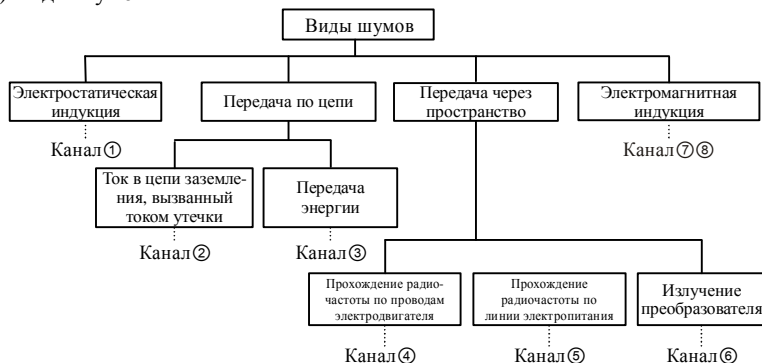 Виды шумов
Электростатическая
индукция
Передача по цепи
Передача через
пространство
Электромагнитная
индукция
Канал①
Канал⑦⑧
Ток в цепи заземле-
ния, вызванный
током утечки
Передача
энергии
Канал②
Канал③
Прохождение радио-
частоты по проводам
электродвигателя
Прохождение
радиочастоты по
линии электропитания
Излучение
преобразователя
Канал④
Канал⑤
Канал⑥